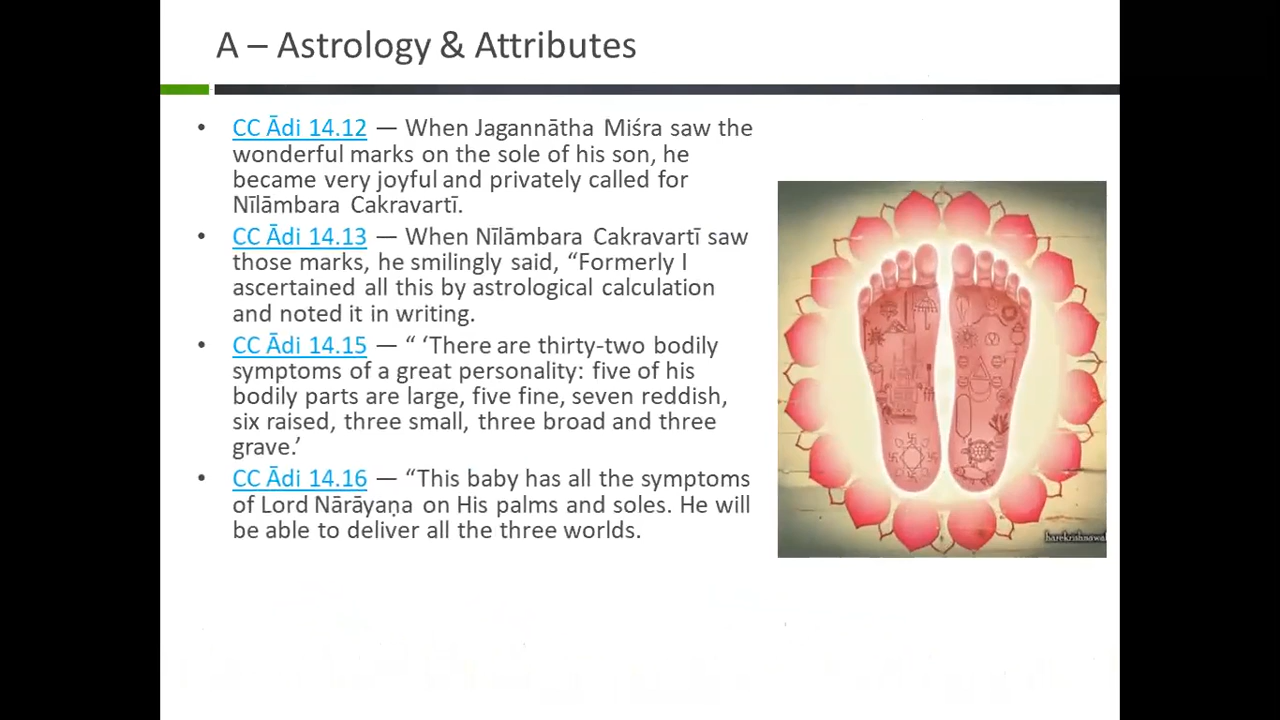 A – Astrology & Attributes
• CC Ādi 14.12 — When Jagannātha Miśra saw the
wonderful marks on the sole of his son, he
became very joyful and privately called for
Nīlāmbara Cakravartī.
• CC Ādi 14.13 — When Nīlāmbara Cakravartī saw
those marks, he smilingly said, “Formerly I
ascertained all this by astrological calculation
and noted it in writing.
• CC Ādi 14.15 — “ ‘There are thirty-two bodily
symptoms of a great personality: five of his
bodily parts are large, five fine, seven reddish,
six raised, three small, three broad and three
grave.’
• CC Ādi 14.16 — “This baby has all the symptoms
of Lord Nārāyaṇa on His palms and soles. He will
be able to deliver all the three worlds.
harekrishnawal